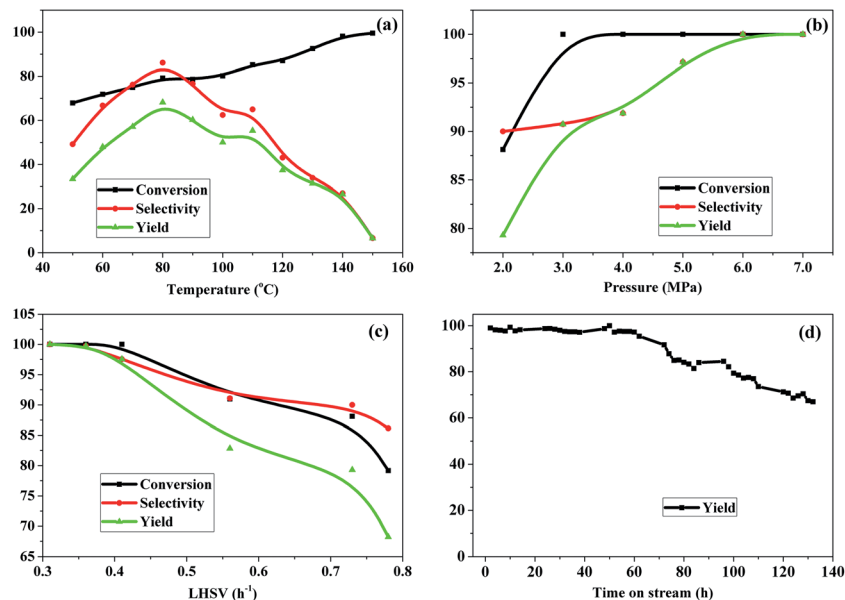 (a)
100
80
60
40
20
0
Conversion
Selectivity
Yield
40 60 80 100 120 140 160
Temperature (°C)
(b)
100
95
90
85
80
Conversion
Selectivity
Yield
2.0 3.0 4.0 5.0 6.0 7.0
Pressure (MPa)
(c)
105
100
95
90
85
80
75
70
65
Conversion
Selectivity
Yield
0.3 0.4 0.5 0.6 0.7 0.8
LHSV (h⁻¹)
(d)
100
80
60
40
20
0
Yield
0 20 40 60 80 100 120 140
Time on stream (h)